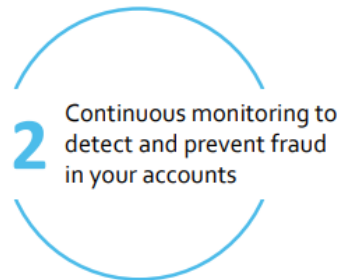 2
Continuous monitoring to
detect and prevent fraud
in your accounts